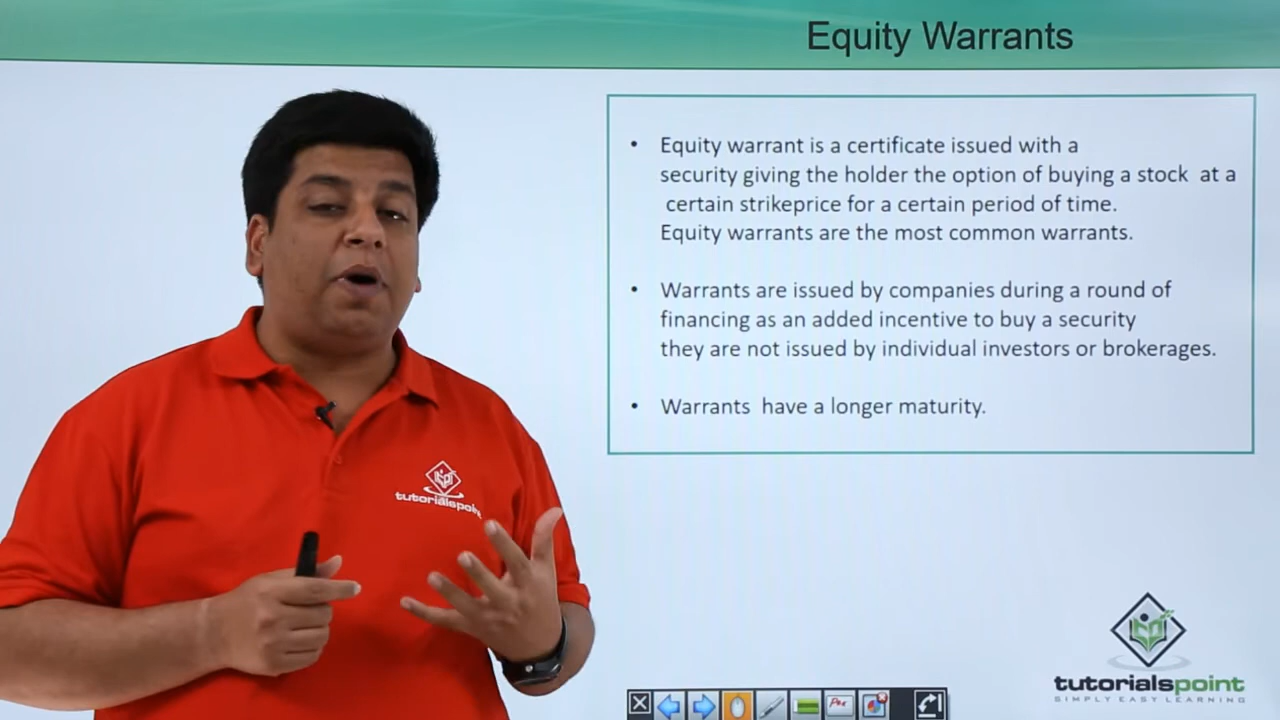 Equity Warrants
• Equity warrant is a certificate issued with a
security giving the holder the option of buying a stock at a
certain strikeprice for a certain period of time.
Equity warrants are the most common warrants.
• Warrants are issued by companies during a round of
financing as an added incentive to buy a security
they are not issued by individual investors or brokerages.
• Warrants have a longer maturity.
tutorialspoint
Pen
tutorialspoint
SIMPLY EASY LEARNING